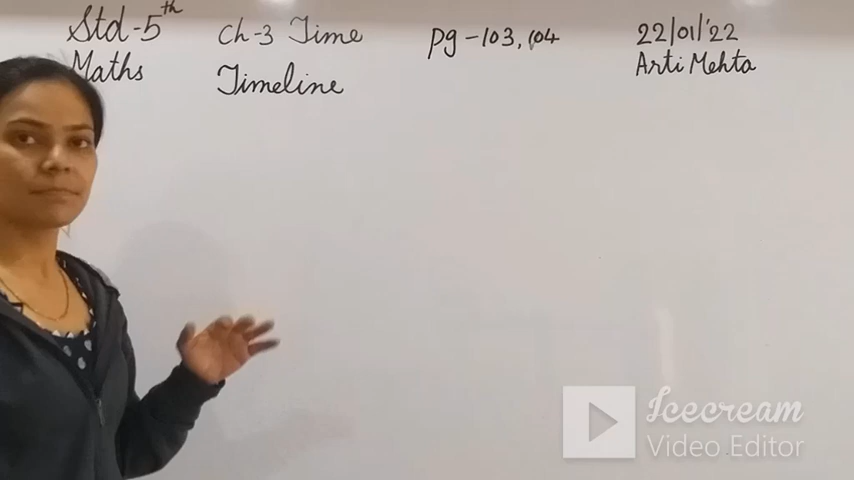 Std-5th Ch-3 Time Pg-103, 104 22/01/'22
Maths Timeline Arti Mehta
Icecream
Video Editor